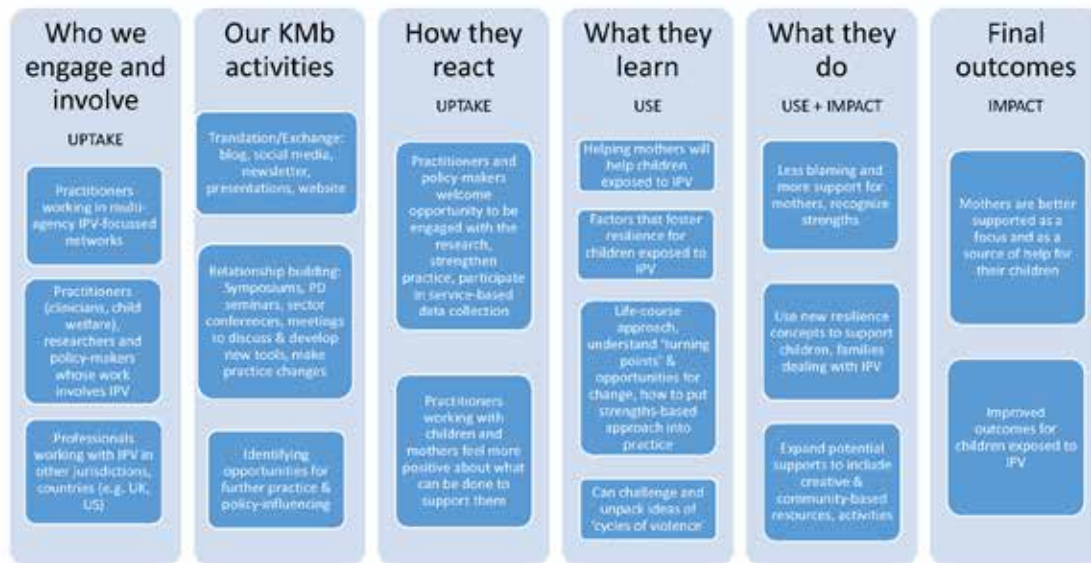 Who we
engage and
involve
UPTAKE
Practitioners
working in multi-
agency IPV-focussed
networks
Practitioners
(clinicians, child
welfare),
researchers and
policy-makers
whose work
involves IPV
Professionals
working with IPV in
other jurisdictions,
countries (e.g. UK,
US)
Our KMb
activities
Translation/Exchange:
blog, social media,
newsletter,
presentations, website
Relationship building:
Symposiums, PD
seminars, sector
conferences, meetings
to discuss & develop
new tools, make
practice changes
Identifying
opportunities for
further practice &
policy-influencing
How they
react
UPTAKE
Practitioners and
policy-makers
welcome
opportunity to be
engaged with the
research,
strengthen
practice, participate
in service-based
data collection
Practitioners
working with
children and
mothers feel more
positive about what
can be done to
support them
What they
learn
USE
Helping mothers will
help children
exposed to IPV
Factors that foster
resilience for
children exposed to
IPV
Life-course
approach,
understand 'turning
points' &
opportunities for
change, how to put
strengths-based
approach into
practice
Can challenge and
unpack ideas of
'cycles of violence'
What they
do
USE + IMPACT
Less blaming and
more support for
mothers, recognize
strengths
Use new resilience
concepts to support
children, families
dealing with IPV
Expand potential
supports to include
creative &
community-based
resources, activities
Final
outcomes
IMPACT
Mothers are better
supported as a
focus and as a
source of help for
their children
Improved
outcomes for
children exposed to
IPV